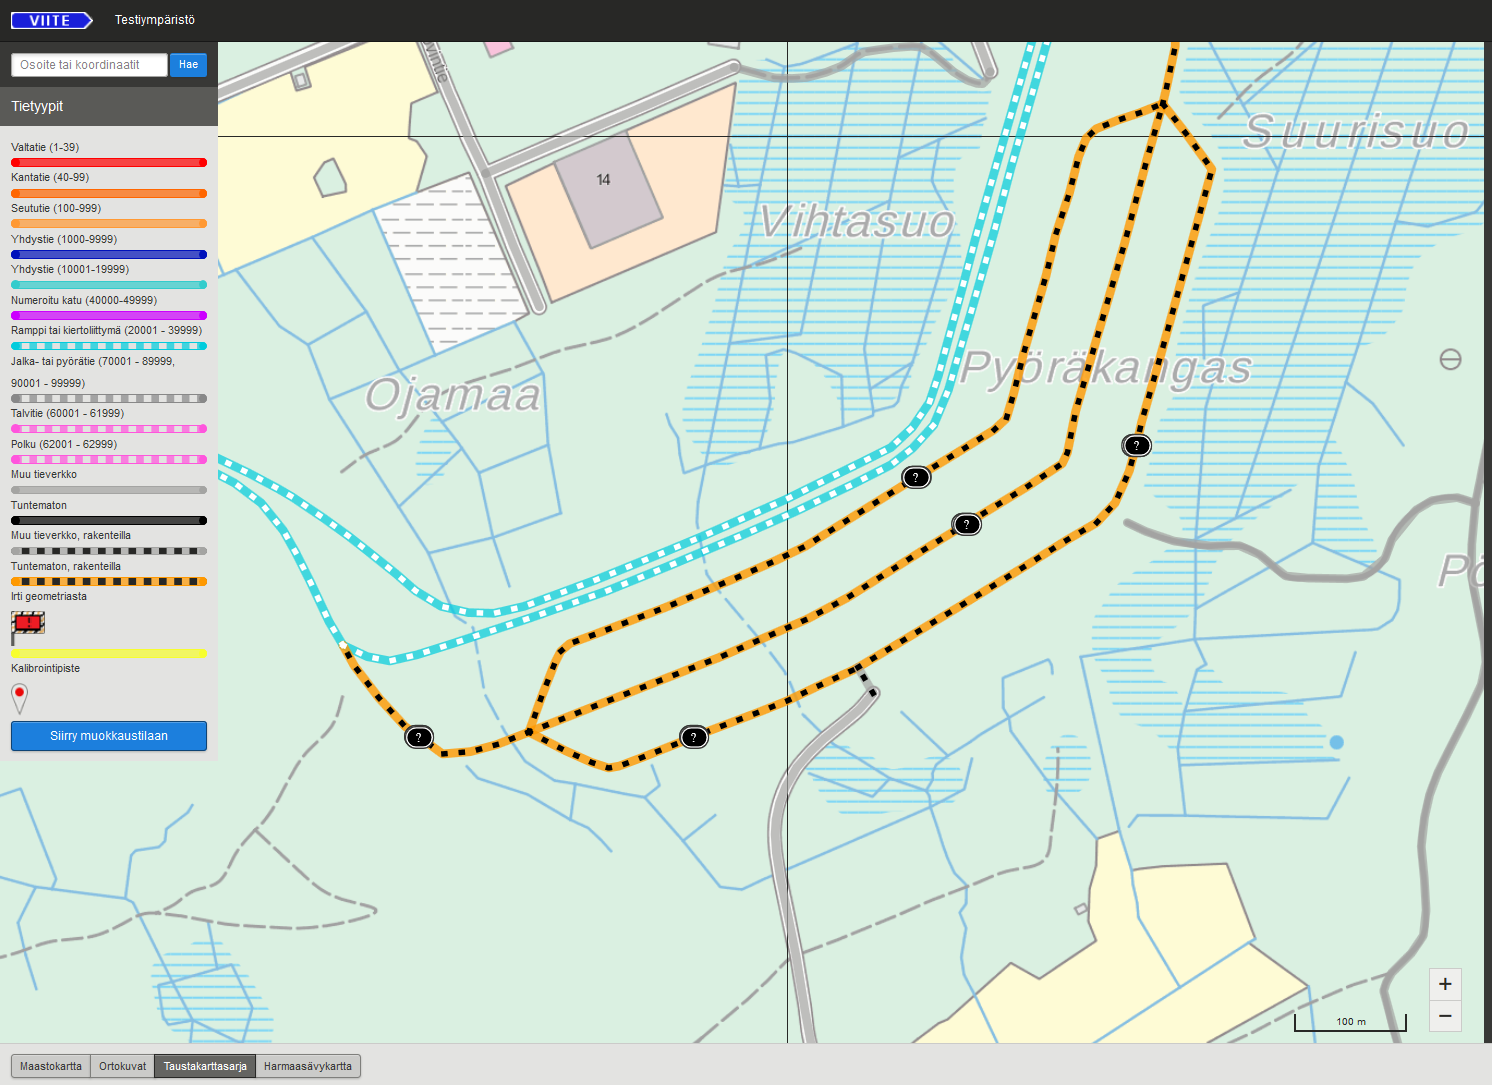 VIITE
Testiympäristö
Osoite tai koordinaatit
Hae
Tietyypit
Valtatie (1-39)
Kantatie (40-99)
Seututie (100-999)
Yhdystie (1000-9999)
Yhdystie (10001-19999)
Numeroitu katu (40000-49999)
Ramppi tai kiertoliittymä (20001 - 39999)
Jalka- tai pyörätie (70001 - 89999,
90001 - 99999)
Talvitie (60001 - 61999)
Polku (62001 - 62999)
Muu tieverkko
Tuntematon
Muu tieverkko, rakenteilla
Tuntematon, rakenteilla
Irti geometriasta
!
Kalibrointipiste
Siirry muokkaustilaan
14
Suurisuo
Vihtasuo
Pyöräkangas
Ojamaa
?
?
?
?
?
+
−
100 m
Maastokartta
Ortokuvat
Taustakarttasarja
Harmaasävykartta